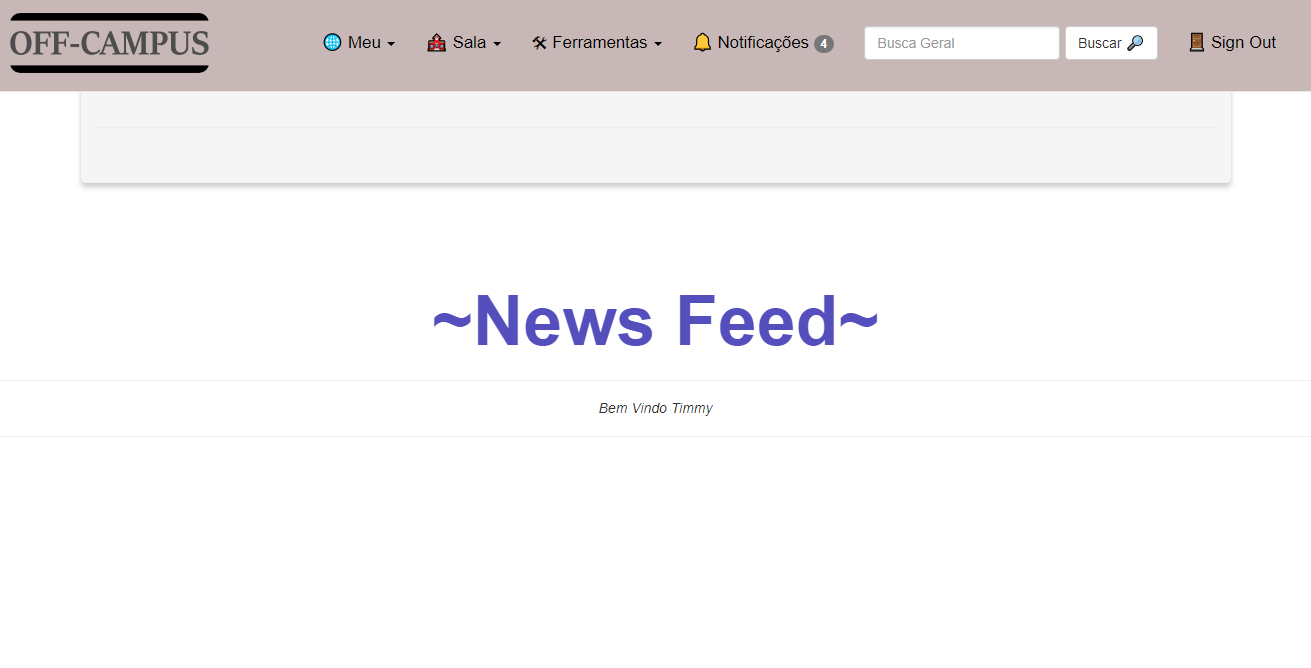 OFF-CAMPUS
Meu
Sala
Ferramentas
Notificações 4
Busca Geral
Buscar
Sign Out
~News Feed~
Bem Vindo Timmy